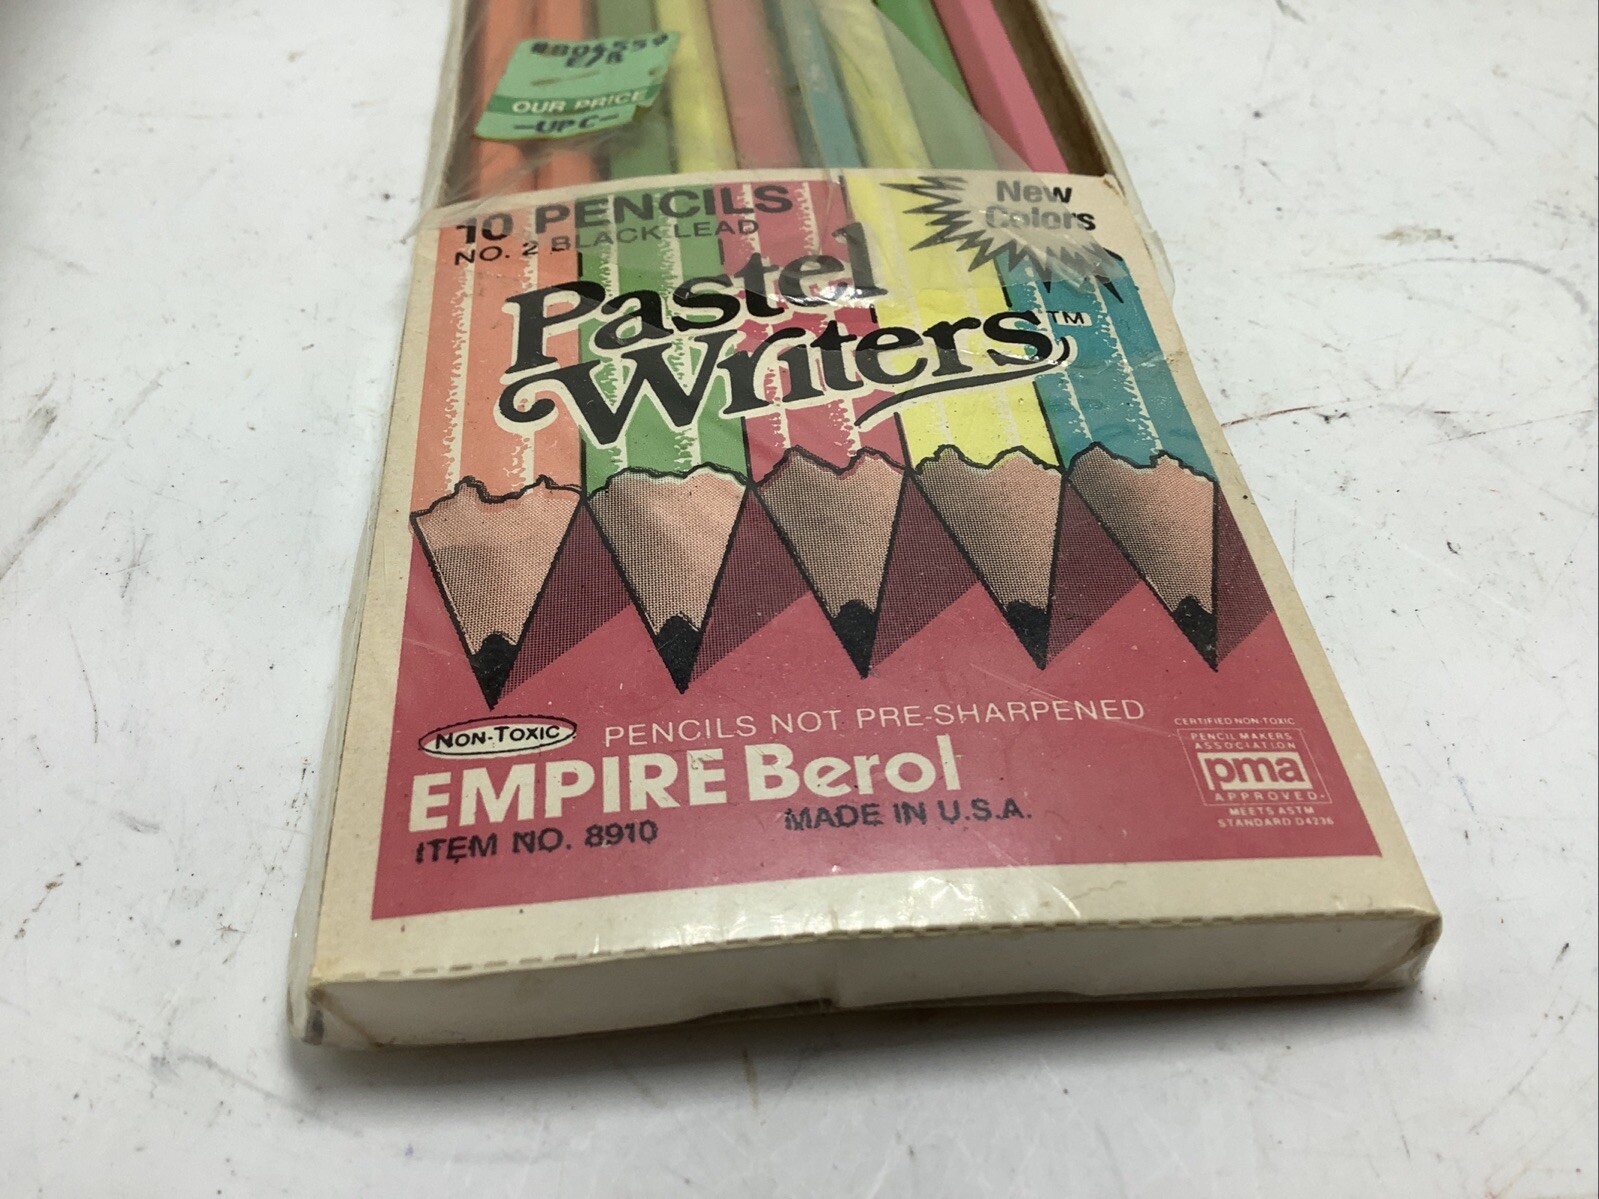 E/B
OUR PRICE
-UPC-
10 PENCILS
NO. 2 BLACK LEAD
New
Colors
Pastel
Writers™
NON-TOXIC
PENCILS NOT PRE-SHARPENED
EMPIRE Berol
ITEM NO. 8910
MADE IN U.S.A.
CERTIFIED NON-TOXIC
PENCIL MAKERS
ASSOCIATION
pma
APPROVED
MEETS ASTM
STANDARD D4236